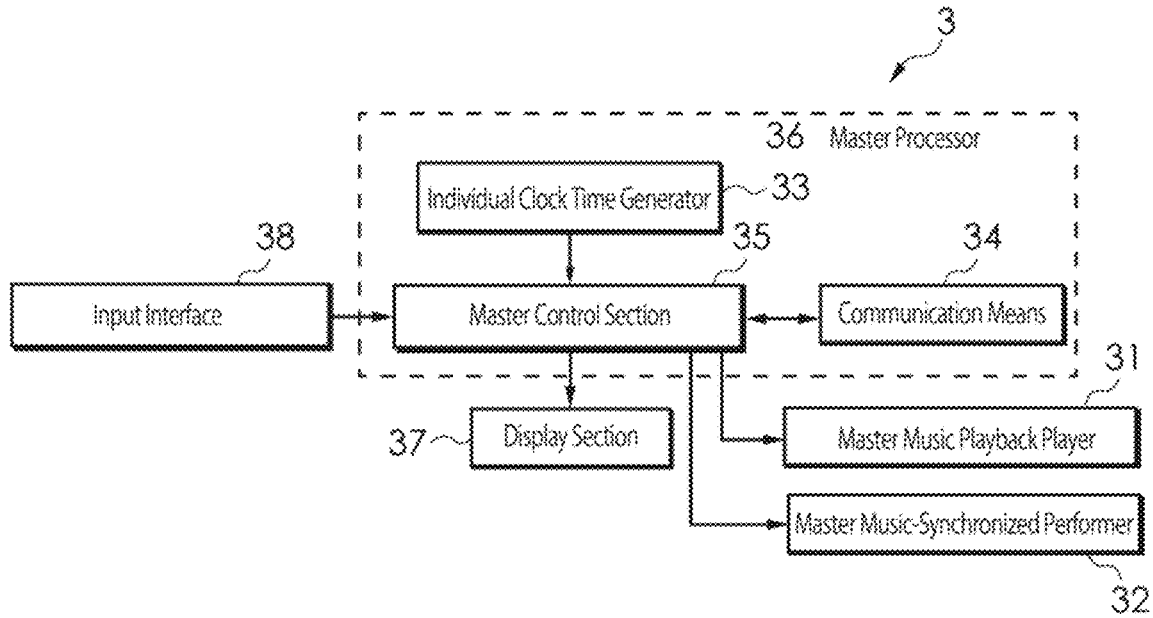 3
36 Master Processor
Individual Clock Time Generator
33
38
35
34
Input Interface
Master Control Section
Communication Means
31
37
Display Section
Master Music Playback Player
Master Music-Synchronized Performer
32